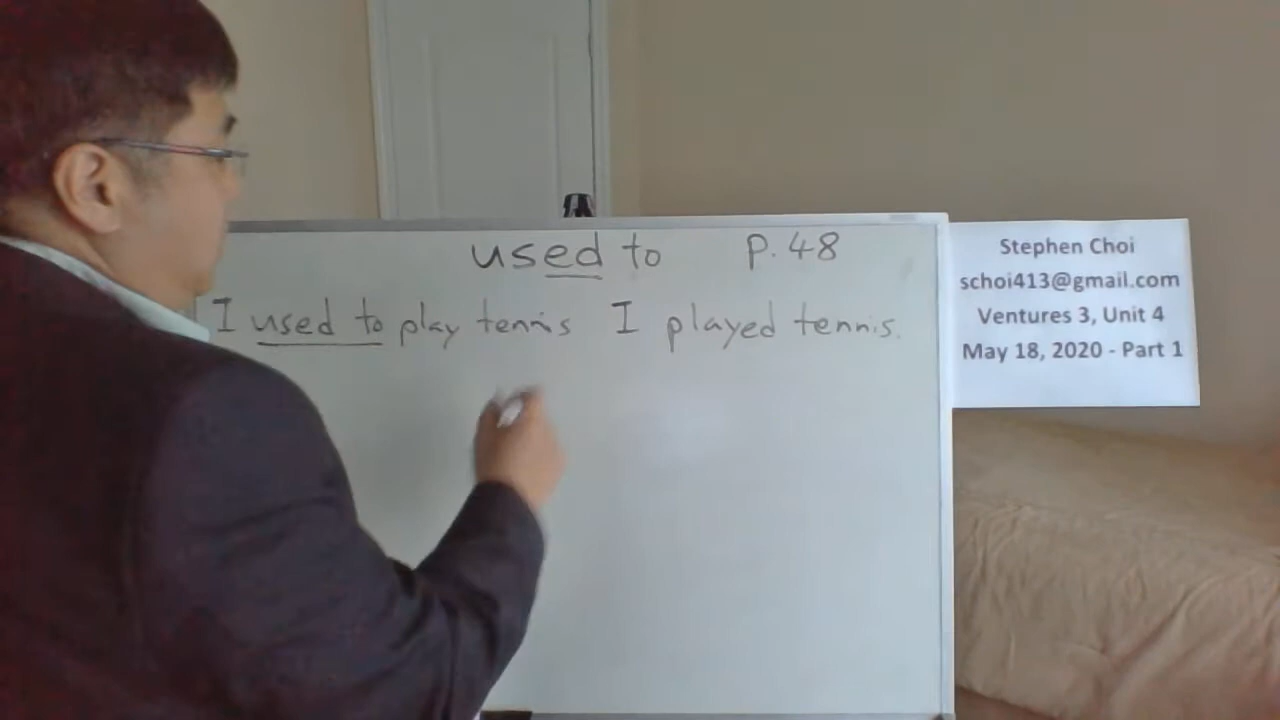 used to p.48
I used to play tennis I played tennis.
Stephen Choi
schoi413@gmail.com
Ventures 3, Unit 4
May 18, 2020 - Part 1